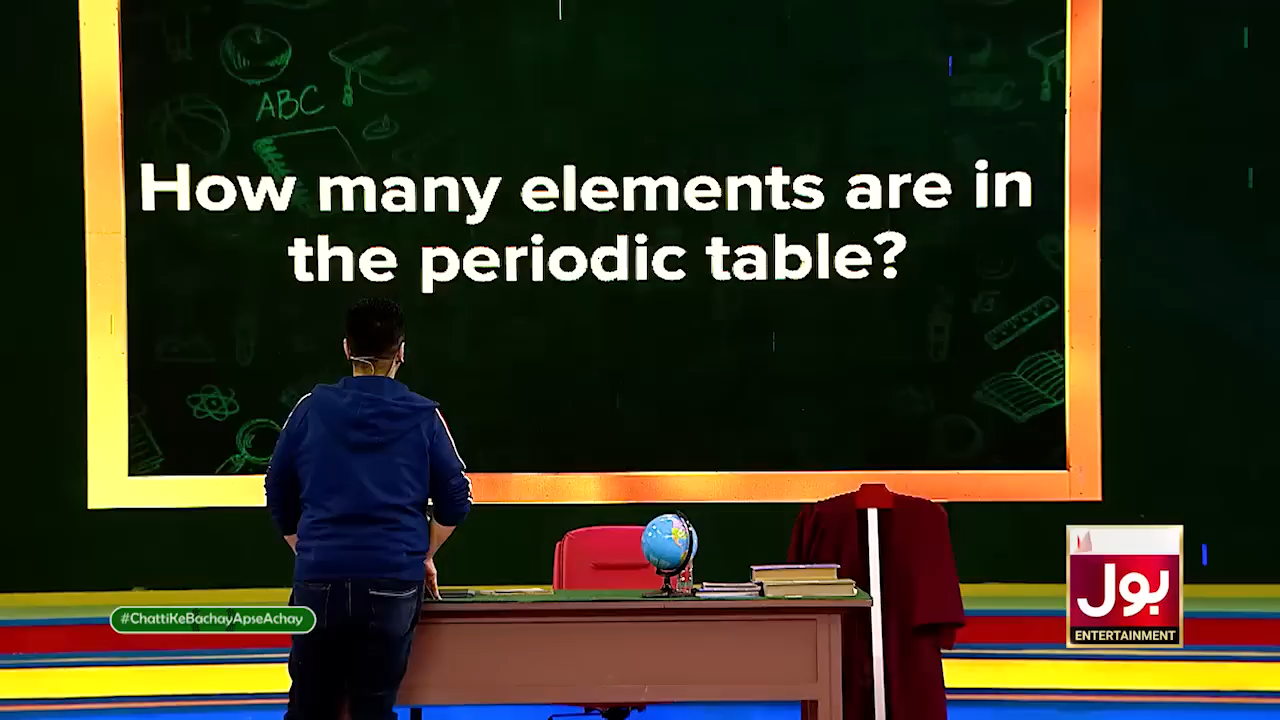 ABC
How many elements are in
the periodic table?
#ChattiKeBachayApseAchay
بول
ENTERTAINMENT